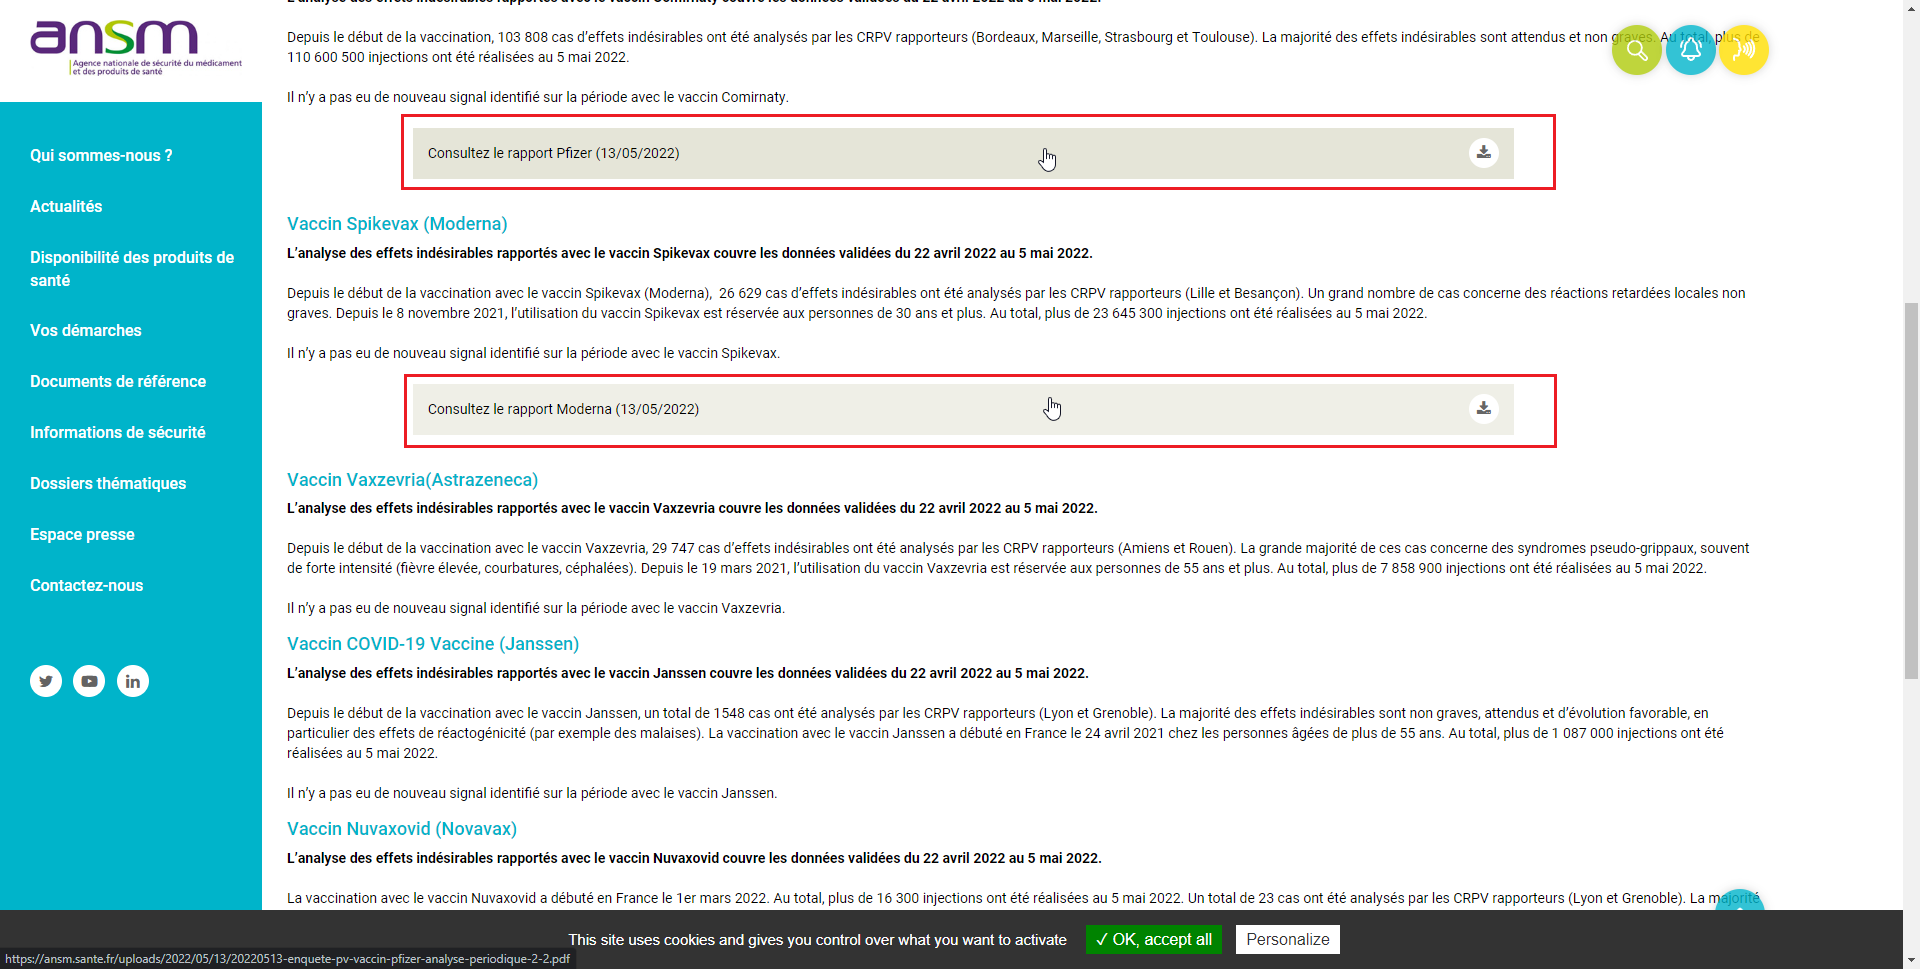 ansm
Agence nationale de sécurité du médicament
et des produits de santé
Qui sommes-nous ?
Actualités
Disponibilité des produits de
santé
Vos démarches
Documents de référence
Informations de sécurité
Dossiers thématiques
Espace presse
Contactez-nous
L'analyse des effets indésirables rapportés avec le vaccin Comirnaty couvre les données validées du 22 avril 2022 au 5 mai 2022.
Depuis le début de la vaccination, 103 808 cas d'effets indésirables ont été analysés par les CRPV rapporteurs (Bordeaux, Marseille, Strasbourg et Toulouse). La majorité des effets indésirables sont attendus et non graves. Au total, plus de
110 600 500 injections ont été réalisées au 5 mai 2022.
Il n'y a pas eu de nouveau signal identifié sur la période avec le vaccin Comirnaty.
Consultez le rapport Pfizer (13/05/2022)
Vaccin Spikevax (Moderna)
L'analyse des effets indésirables rapportés avec le vaccin Spikevax couvre les données validées du 22 avril 2022 au 5 mai 2022.
Depuis le début de la vaccination avec le vaccin Spikevax (Moderna),  26 629 cas d'effets indésirables ont été analysés par les CRPV rapporteurs (Lille et Besançon). Un grand nombre de cas concerne des réactions retardées locales non
graves. Depuis le 8 novembre 2021, l'utilisation du vaccin Spikevax est réservée aux personnes de 30 ans et plus. Au total, plus de 23 645 300 injections ont été réalisées au 5 mai 2022.
Il n'y a pas eu de nouveau signal identifié sur la période avec le vaccin Spikevax.
Consultez le rapport Moderna (13/05/2022)
Vaccin Vaxzevria(Astrazeneca)
L'analyse des effets indésirables rapportés avec le vaccin Vaxzevria couvre les données validées du 22 avril 2022 au 5 mai 2022.
Depuis le début de la vaccination avec le vaccin Vaxzevria, 29 747 cas d'effets indésirables ont été analysés par les CRPV rapporteurs (Amiens et Rouen). La grande majorité de ces cas concerne des syndromes pseudo-grippaux, souvent
de forte intensité (fièvre élevée, courbatures, céphalées). Depuis le 19 mars 2021, l'utilisation du vaccin Vaxzevria est réservée aux personnes de 55 ans et plus. Au total, plus de 7 858 900 injections ont été réalisées au 5 mai 2022.
Il n'y a pas eu de nouveau signal identifié sur la période avec le vaccin Vaxzevria.
Vaccin COVID-19 Vaccine (Janssen)
L'analyse des effets indésirables rapportés avec le vaccin Janssen couvre les données validées du 22 avril 2022 au 5 mai 2022.
Depuis le début de la vaccination avec le vaccin Janssen, un total de 1548 cas ont été analysés par les CRPV rapporteurs (Lyon et Grenoble). La majorité des effets indésirables sont non graves, attendus et d'évolution favorable, en
particulier des effets de réactogénicité (par exemple des malaises). La vaccination avec le vaccin Janssen a débuté en France le 24 avril 2021 chez les personnes âgées de plus de 55 ans. Au total, plus de 1 087 000 injections ont été
réalisées au 5 mai 2022.
Il n'y a pas eu de nouveau signal identifié sur la période avec le vaccin Janssen.
Vaccin Nuvaxovid (Novavax)
L'analyse des effets indésirables rapportés avec le vaccin Nuvaxovid couvre les données validées du 22 avril 2022 au 5 mai 2022.
La vaccination avec le vaccin Nuvaxovid a débuté en France le 1er mars 2022. Au total, plus de 16 300 injections ont été réalisées au 5 mai 2022. Un total de 23 cas ont été analysés par les CRPV rapporteurs (Lyon et Grenoble). La majorité
This site uses cookies and gives you control over what you want to activate
✓ OK, accept all
Personalize
https://ansm.sante.fr/uploads/2022/05/13/20220513-enquete-pv-vaccin-pfizer-analyse-periodique-2-2.pdf